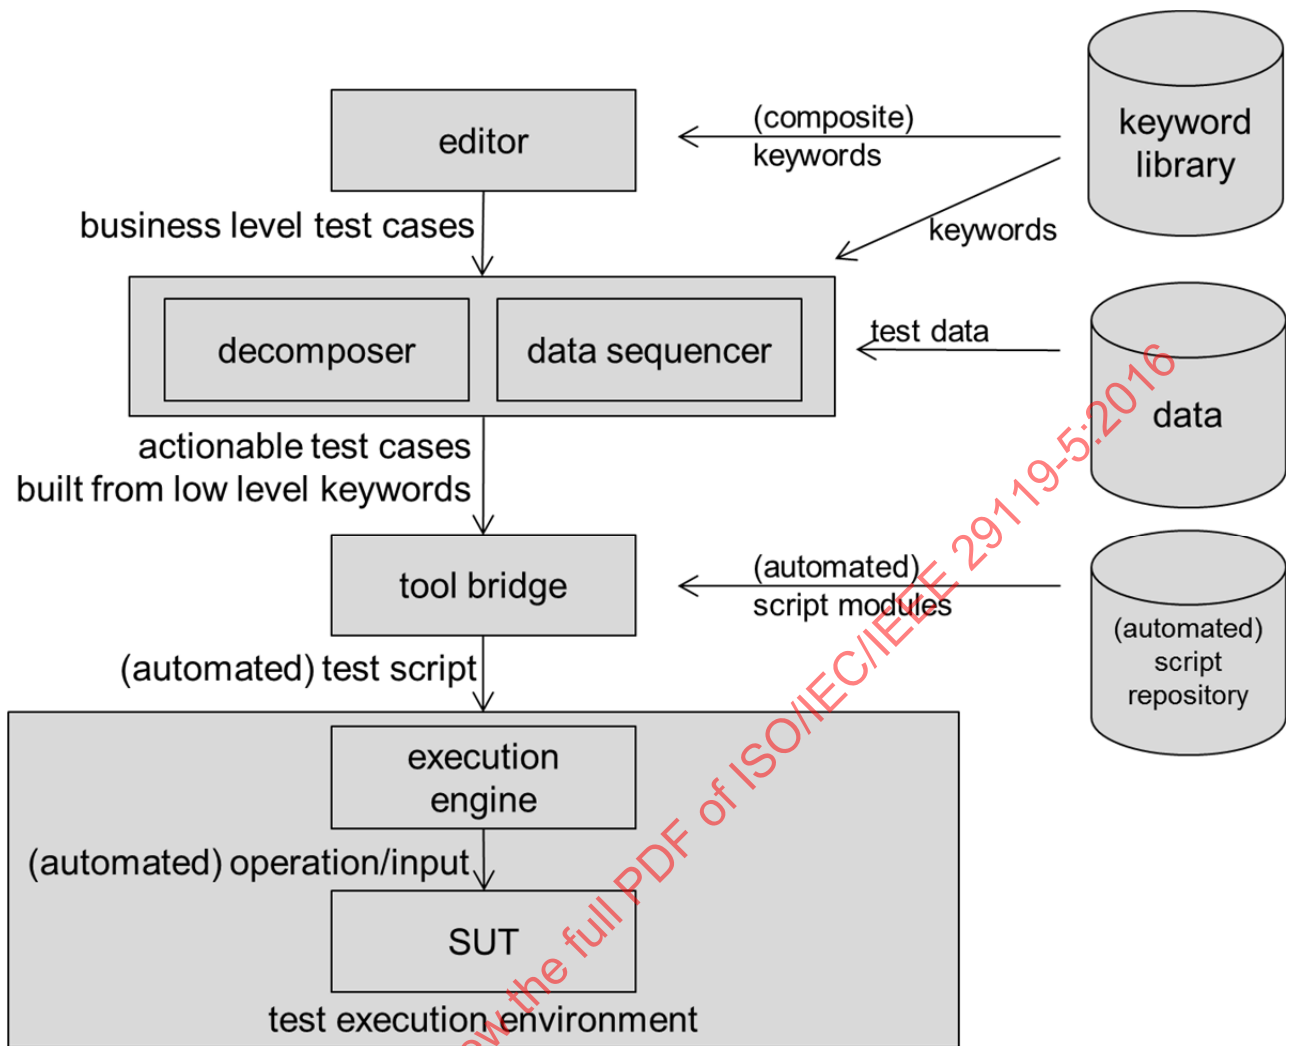 editor
(composite)
keywords
keyword
library
business level test cases
keywords
decomposer
data sequencer
test data
data
actionable test cases
built from low level keywords
tool bridge
(automated)
script modules
(automated)
script
repository
(automated) test script
execution
engine
(automated) operation/input
SUT
test execution environment
the full PDF of ISO/IEC/IEEE 29119-5:2016